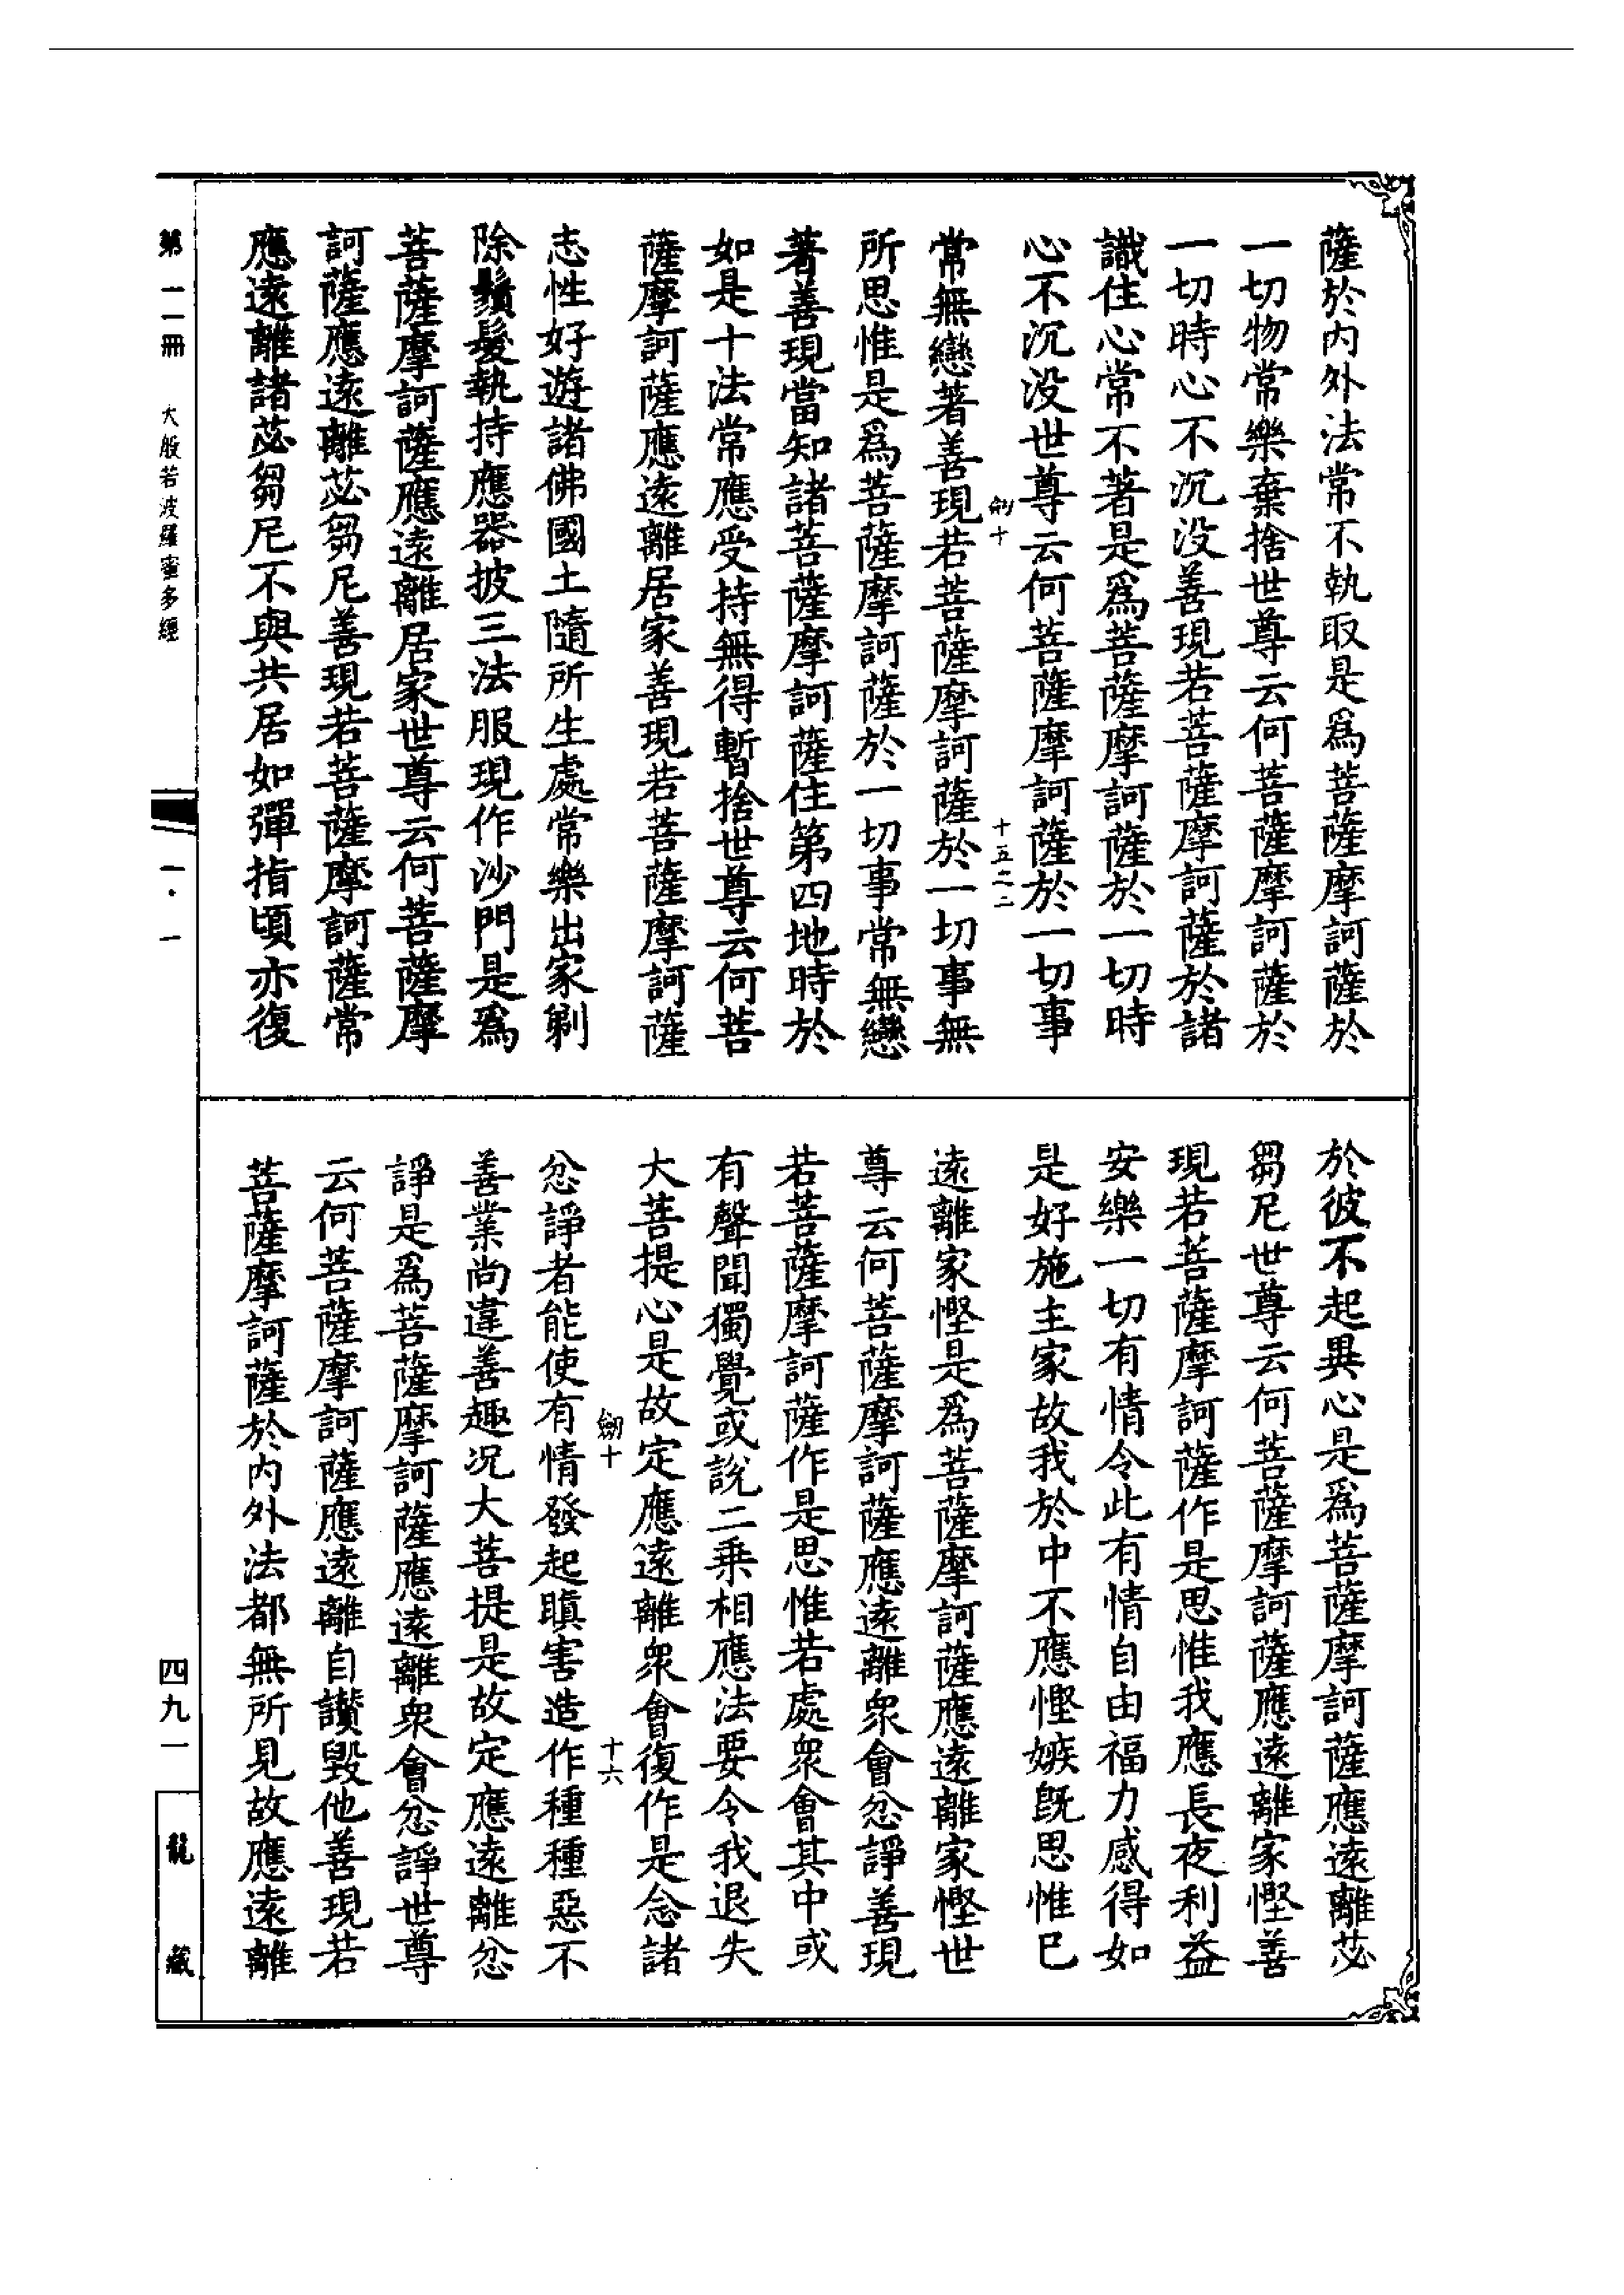 薩於内外法常不執取是爲菩薩摩訶薩於
一切物常樂棄捨世尊云何菩薩摩訶薩於
一切時心不沉没善現若菩薩摩訶薩於諸
識住心常不著是爲菩薩摩訶薩於一切時
心不沉没世尊云何菩薩摩訶薩於一切事
劒十
十五之二
常無戀著善現若菩薩摩訶薩於一切事無
所思惟是爲菩薩摩訶薩於一切事常無戀
著善現當知諸菩薩摩訶薩住第四地時於
如是十法常應受持無得暫捨世尊云何菩
薩摩訶薩應遠離居家善現若菩薩摩訶薩
志性好遊諸佛國土隨所生處常樂出家剃
除鬚髮執持應器披三法服現作沙門是爲
菩薩摩訶薩應遠離居家世尊云何菩薩摩
訶薩應遠離苾芻尼善現若菩薩摩訶薩常
應遠離諸苾芻尼不與共居如彈指頃亦復
於彼不起異心是爲菩薩摩訶薩應遠離苾
芻尼世尊云何菩薩摩訶薩應遠離家慳善
現若菩薩摩訶薩作是思惟我應長夜利益
安樂一切有情令此有情自由福力感得如
是好施主家故我於中不應慳嫉既思惟已
遠離家慳是爲菩薩摩訶薩應遠離家慳世
尊云何菩薩摩訶薩應遠離衆會忿諍善現
若菩薩摩訶薩作是思惟若處衆會其中或
有聲聞獨覺或說二乘相應法要令我退失
大菩提心是故定應遠離衆會復作是念諸
劒十
十六
忿諍者能使有情發起瞋害造作種種惡不
善業尚違善趣况大菩提是故定應遠離忿
諍是爲菩薩摩訶薩應遠離衆會忿諍世尊
云何菩薩摩訶薩應遠離自讚毀他善現若
菩薩摩訶薩於内外法都無所見故應遠離
第二冊 大般若波羅蜜多經
四九一
龍藏